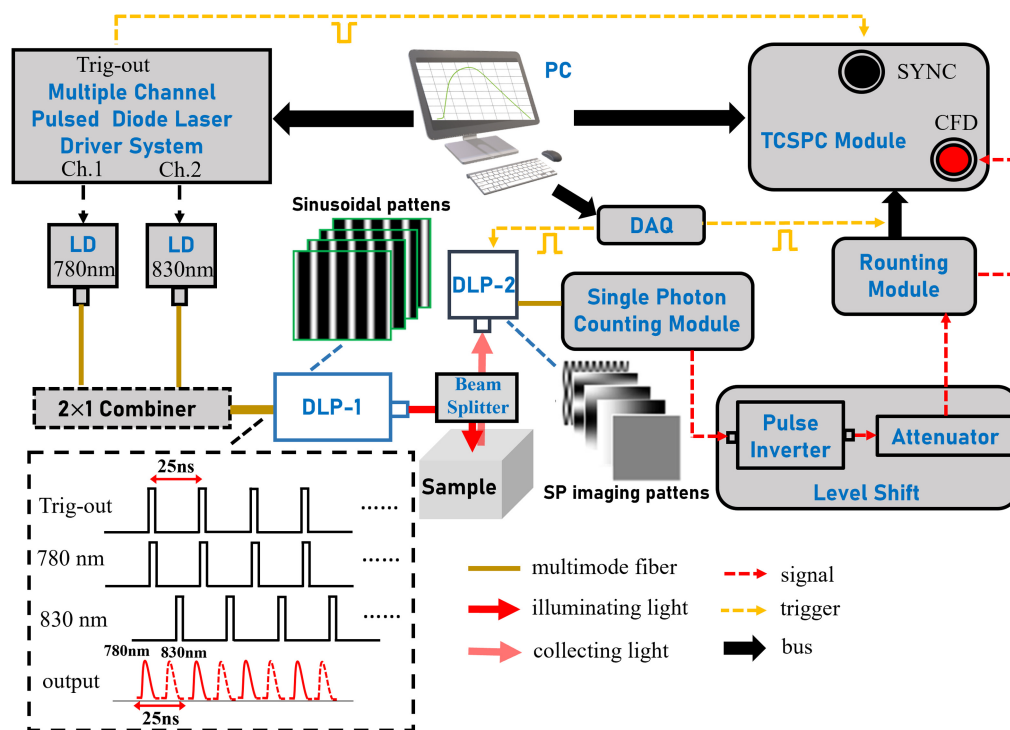 Trig-out
Multiple Channel
Pulsed Diode Laser
Driver System
Ch.1
Ch.2
PC
SYNC
CFD
TCSPC Module
LD
780nm
LD
830nm
Sinusoidal pattens
DAQ
DLP-2
Single Photon
Counting Module
Rounting
Module
2×1 Combiner
DLP-1
Beam
Splitter
Pulse
Inverter
Attenuator
Level Shift
Sample
SP imaging pattens
25ns
Trig-out
......
780 nm
......
830 nm
......
780nm
830nm
output
25ns
multimode fiber
illuminating light
collecting light
signal
trigger
bus